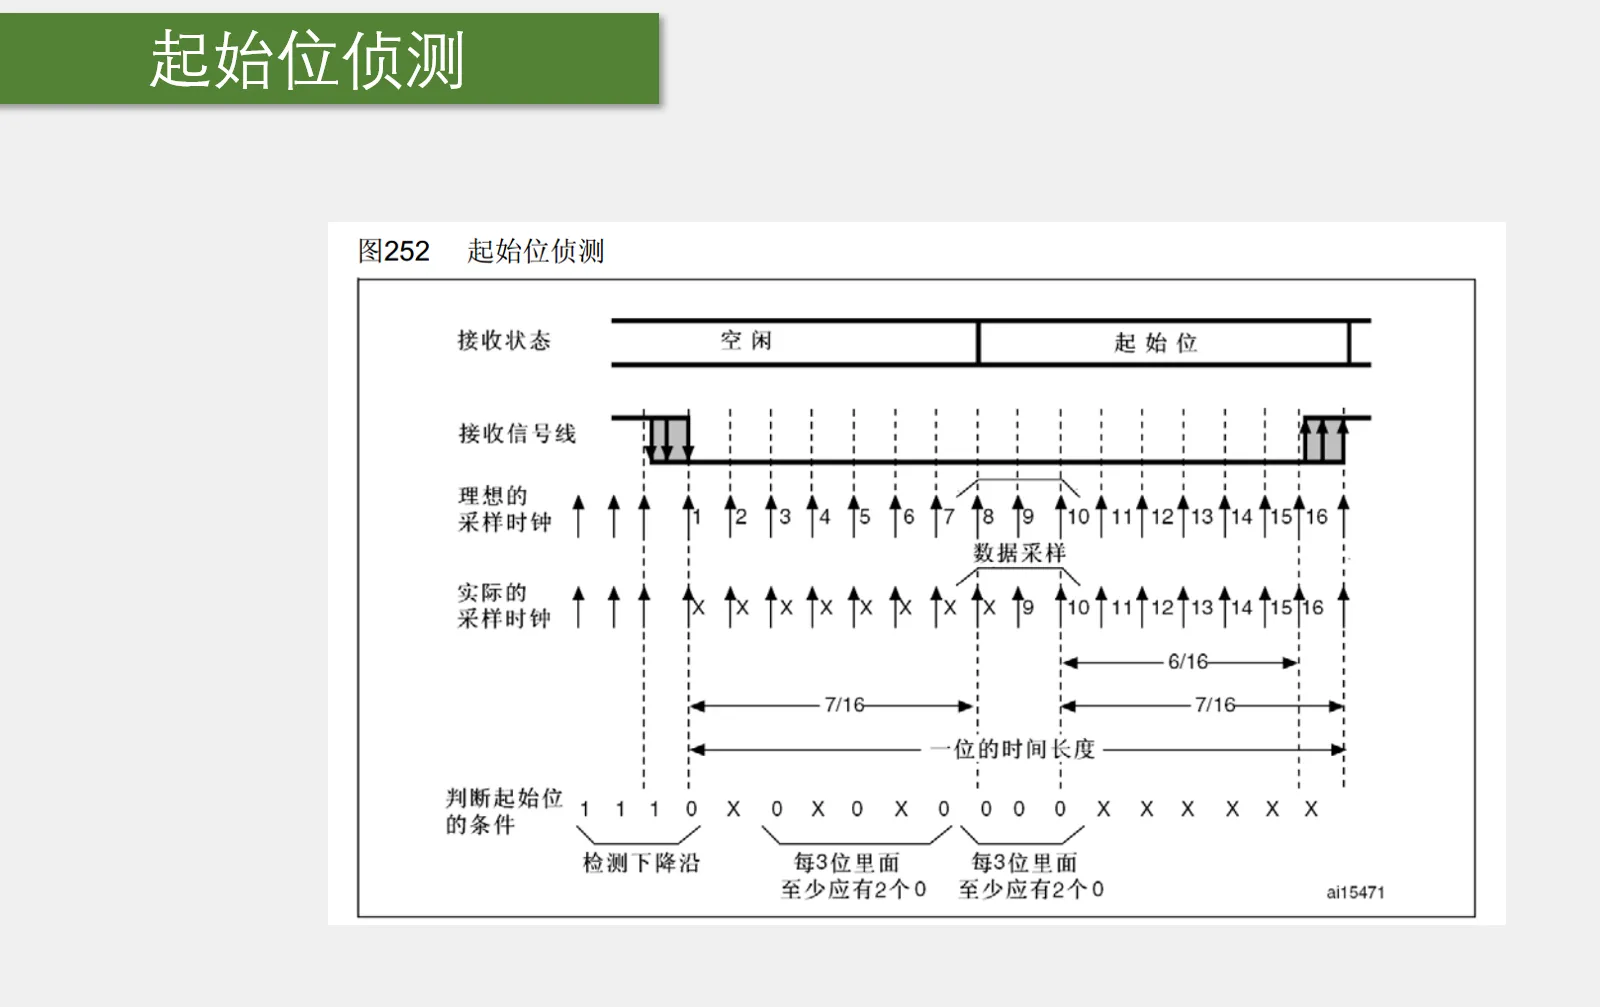 起始位侦测
图252 起始位侦测
接收状态 空闲 起始位
接收信号线
理想的
采样时钟
1 2 3 4 5 6 7 8 9 10 11 12 13 14 15 16
数据采样
实际的
采样时钟
X X X X X X X X 9 10 11 12 13 14 15 16
6/16
7/16 7/16
一位的时间长度
判断起始位
的条件
1 1 1 0 X 0 X 0 X 0 0 0 0 X X X X X X
检测下降沿 每3位里面 每3位里面
至少应有2个0 至少应有2个0
ai15471